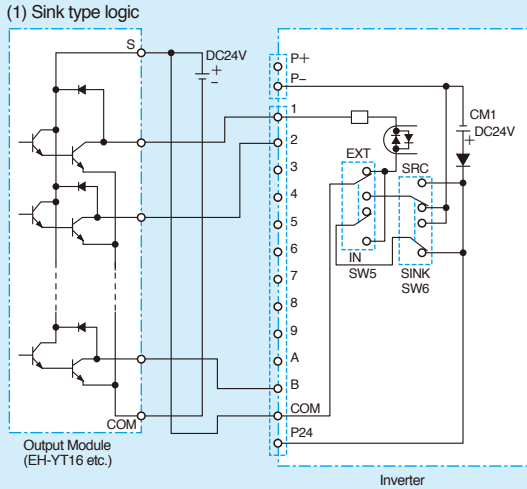 (1) Sink type logic
S
DC24V
+
−
COM
Output Module
(EH-YT16 etc.)
P+
P−
1
2
3
4
5
6
7
8
9
A
B
COM
P24
EXT
IN
SW5
SRC
SINK
SW6
CM1
DC24V
+
Inverter